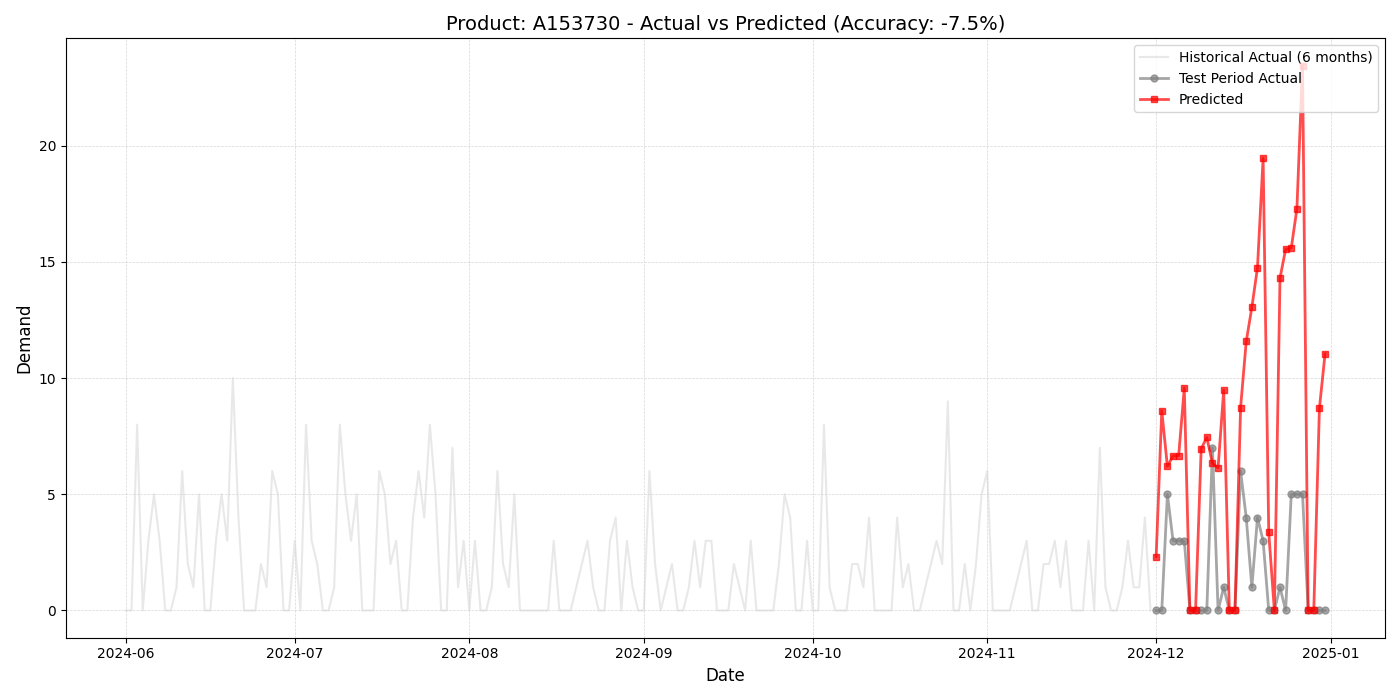 Product: A153730 - Actual vs Predicted (Accuracy: -7.5%)
Historical Actual (6 months)
Test Period Actual
Predicted
Demand
20
15
10
5
0
2024-06
2024-07
2024-08
2024-09
2024-10
2024-11
2024-12
2025-01
Date